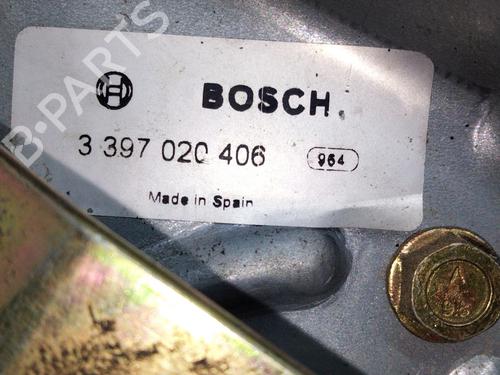 B-PARTS
BOSCH
3 397 020 406 964
Made in Spain